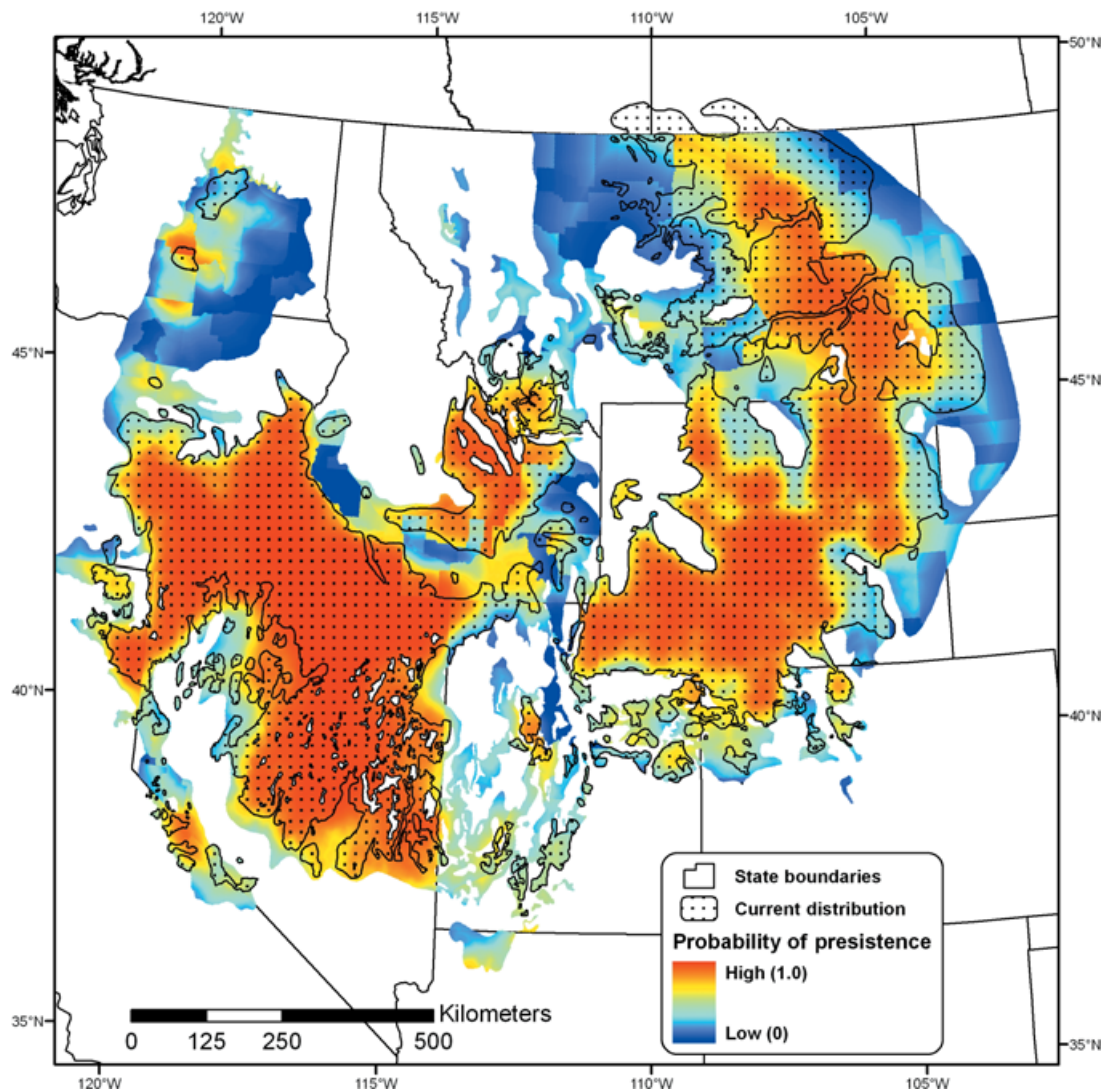 120°W 115°W 110°W 105°W
50°N
45°N 45°N
40°N 40°N
State boundaries
Current distribution
Probability of presistence
High (1.0)
Low (0)
Kilometers
0 125 250 500
35°N 35°N
120°W 115°W 110°W 105°W